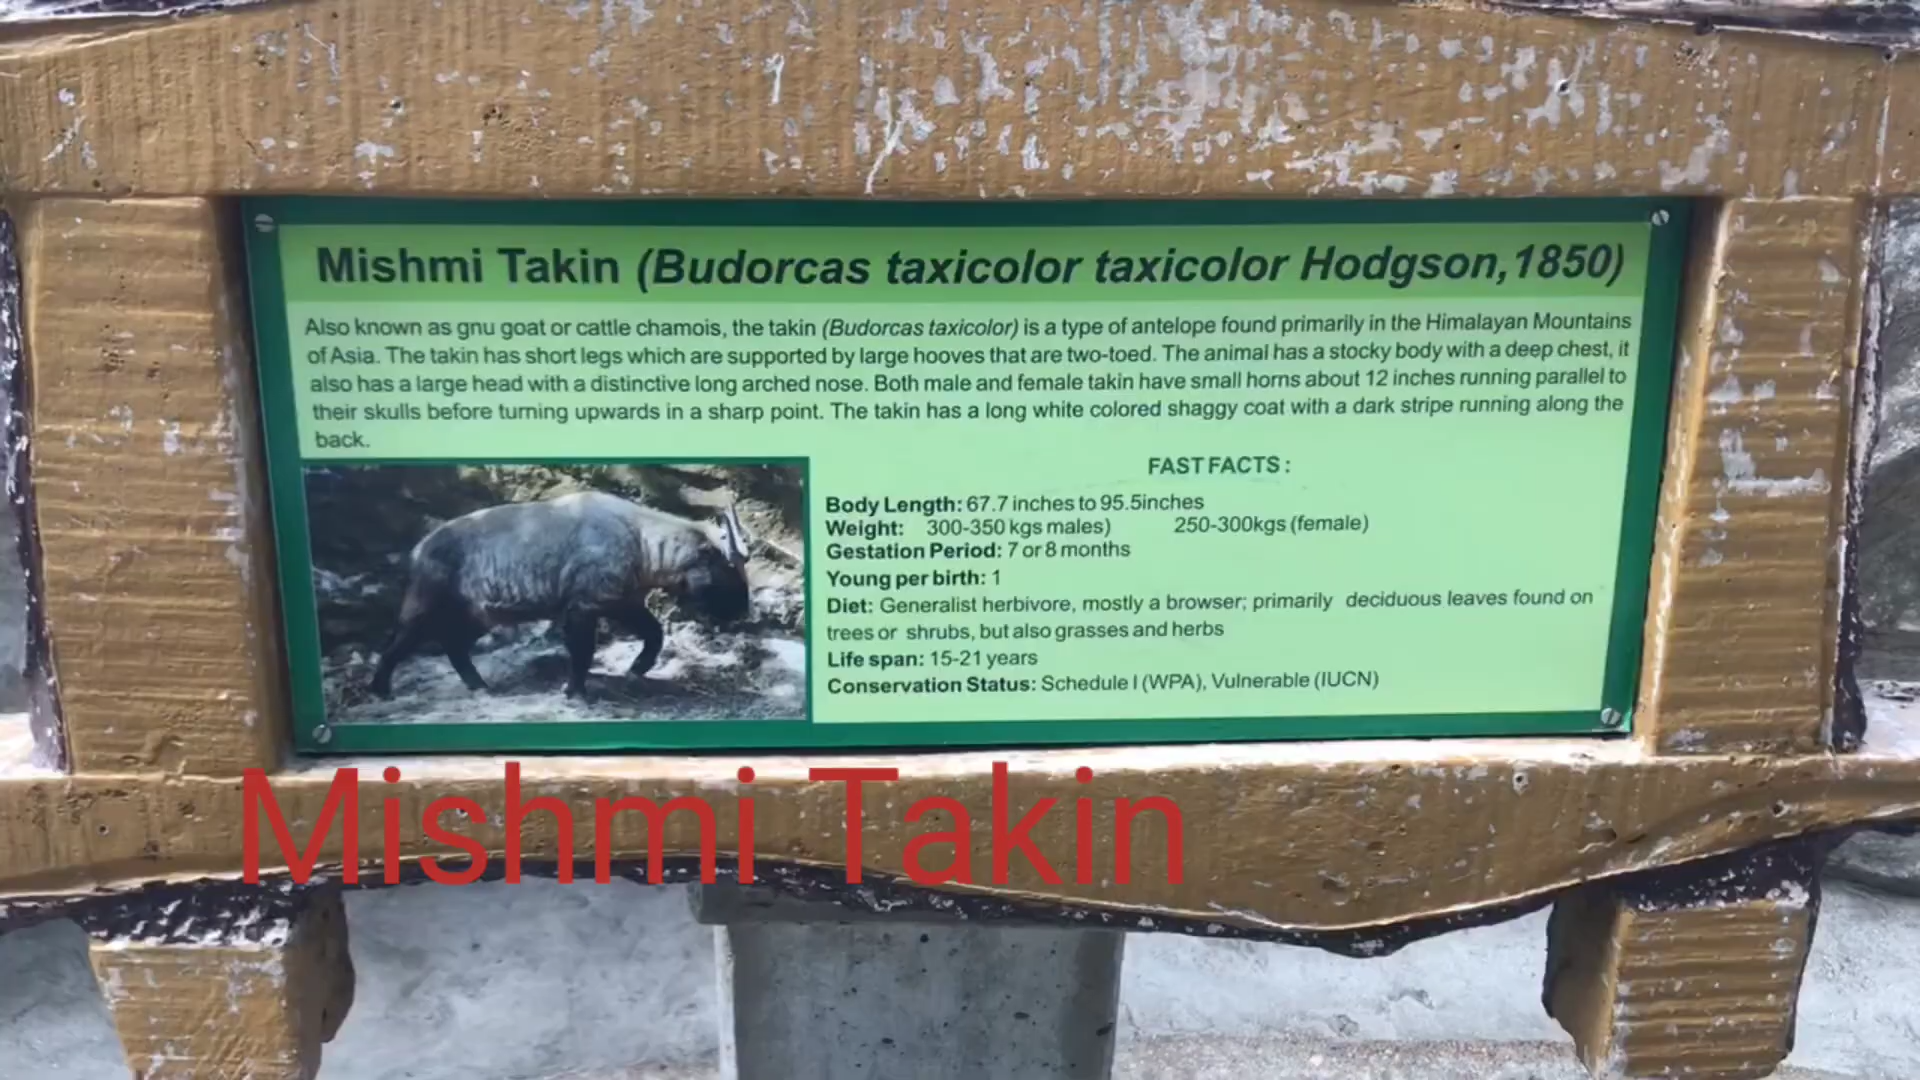 Mishmi Takin (Budorcas taxicolor taxicolor Hodgson,1850)
Also known as gnu goat or cattle chamois, the takin (Budorcas taxicolor) is a type of antelope found primarily in the Himalayan Mountains
of Asia. The takin has short legs which are supported by large hooves that are two-toed. The animal has a stocky body with a deep chest, it
also has a large head with a distinctive long arched nose. Both male and female takin have small horns about 12 inches running parallel to
their skulls before turning upwards in a sharp point. The takin has a long white colored shaggy coat with a dark stripe running along the
back.
FAST FACTS :
Body Length: 67.7 inches to 95.5inches
Weight: 300-350 kgs males) 250-300kgs (female)
Gestation Period: 7 or 8 months
Young per birth: 1
Diet: Generalist herbivore, mostly a browser; primarily deciduous leaves found on
trees or shrubs, but also grasses and herbs
Life span: 15-21 years
Conservation Status: Schedule I (WPA), Vulnerable (IUCN)
Mishmi Takin